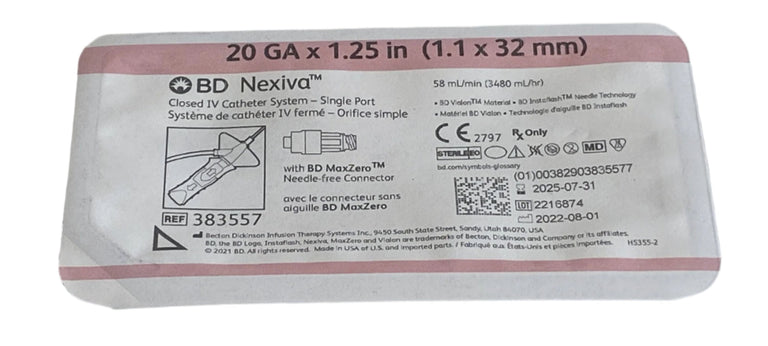 20 GA x 1.25 in (1.1 x 32 mm)
BD Nexiva™
Closed IV Catheter System – Single Port
Système de cathéter IV fermé – Orifice simple
with BD MaxZero™
Needle-free Connector
avec le connecteur sans
aiguille BD MaxZero
REF 383557
58 mL/min (3480 mL/hr)
• BD Vialon™ Material • BD Instaflash™ Needle Technology
• Matériel BD Vialon • Technologie d'aiguille BD Instaflash
CE 2797 Rx Only
STERILE EO MD
bd.com/symbols-glossary
(01)00382903835577
2025-07-31
LOT 2216874
2022-08-01
Becton Dickinson Infusion Therapy Systems Inc., 9450 South State Street, Sandy, Utah 84070, USA
BD, the BD Logo, Instaflash, Nexiva, MaxZero and Vialon are trademarks of Becton, Dickinson and Company or its affiliates.
© 2021 BD. All rights reserved. Made in USA of U.S. and imported parts. / Fabriqué aux États-Unis et pièces importées. HS355-2